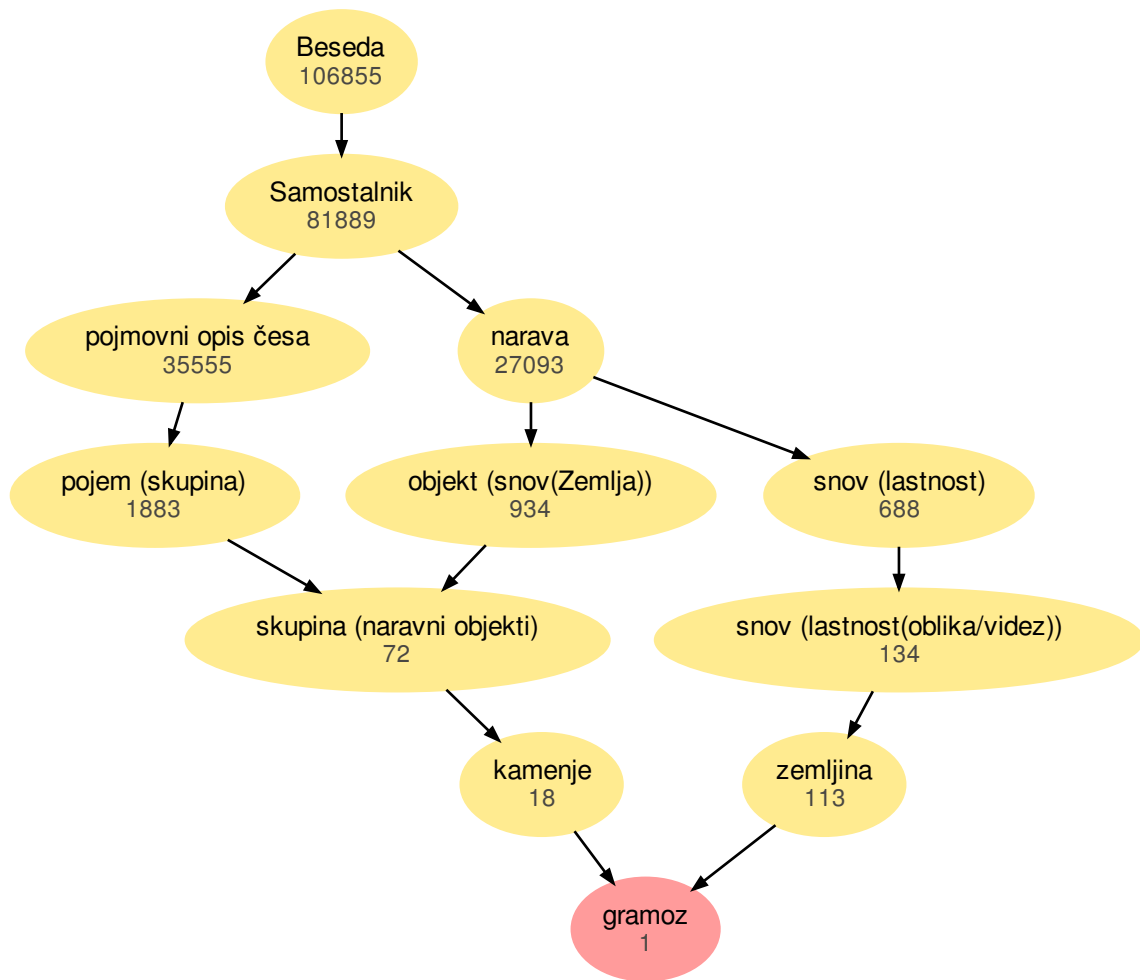 Beseda
106855
Samostalnik
81889
pojmovni opis česa
35555
narava
27093
pojem (skupina)
1883
objekt (snov(Zemlja))
934
snov (lastnost)
688
skupina (naravni objekti)
72
snov (lastnost(oblika/videz))
134
kamenje
18
zemljina
113
gramoz
1